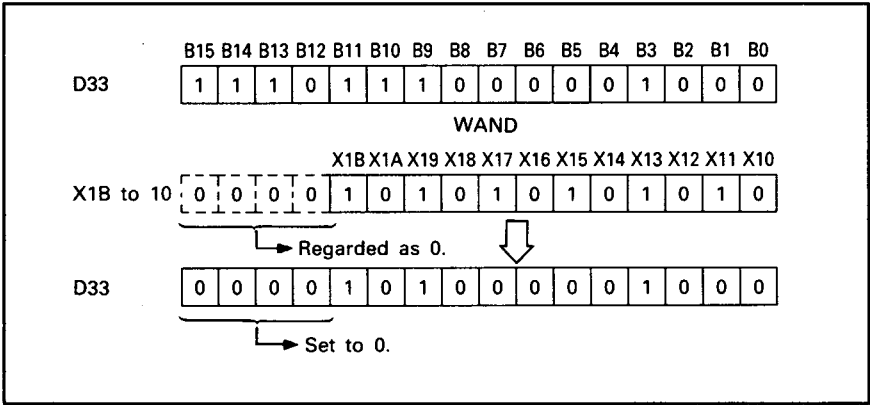 B15 B14 B13 B12 B11 B10 B9 B8 B7 B6 B5 B4 B3 B2 B1 B0
D33 1 1 1 0 1 1 1 0 0 0 0 0 1 0 0 0
WAND
X1B X1A X19 X18 X17 X16 X15 X14 X13 X12 X11 X10
X1B to 10 0 0 0 0 1 0 1 0 1 0 1 0 1 0 1 0
Regarded as 0.
D33 0 0 0 0 1 0 1 0 0 0 0 0 1 0 0 0
Set to 0.